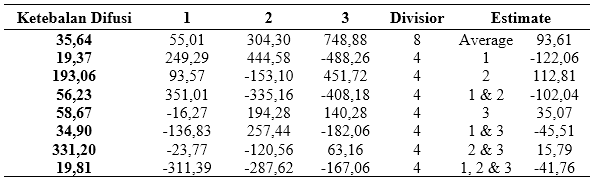 Ketebalan Difusi 1 2 3 Divisior Estimate
35,64 55,01 304,30 748,88 8 Average 93,61
19,37 249,29 444,58 -488,26 4 1 -122,06
193,06 93,57 -153,10 451,72 4 2 112,81
56,23 351,01 -335,16 -408,18 4 1 & 2 -102,04
58,67 -16,27 194,28 140,28 4 3 35,07
34,90 -136,83 257,44 -182,06 4 1 & 3 -45,51
331,20 -23,77 -120,56 63,16 4 2 & 3 15,79
19,81 -311,39 -287,62 -167,06 4 1, 2 & 3 -41,76